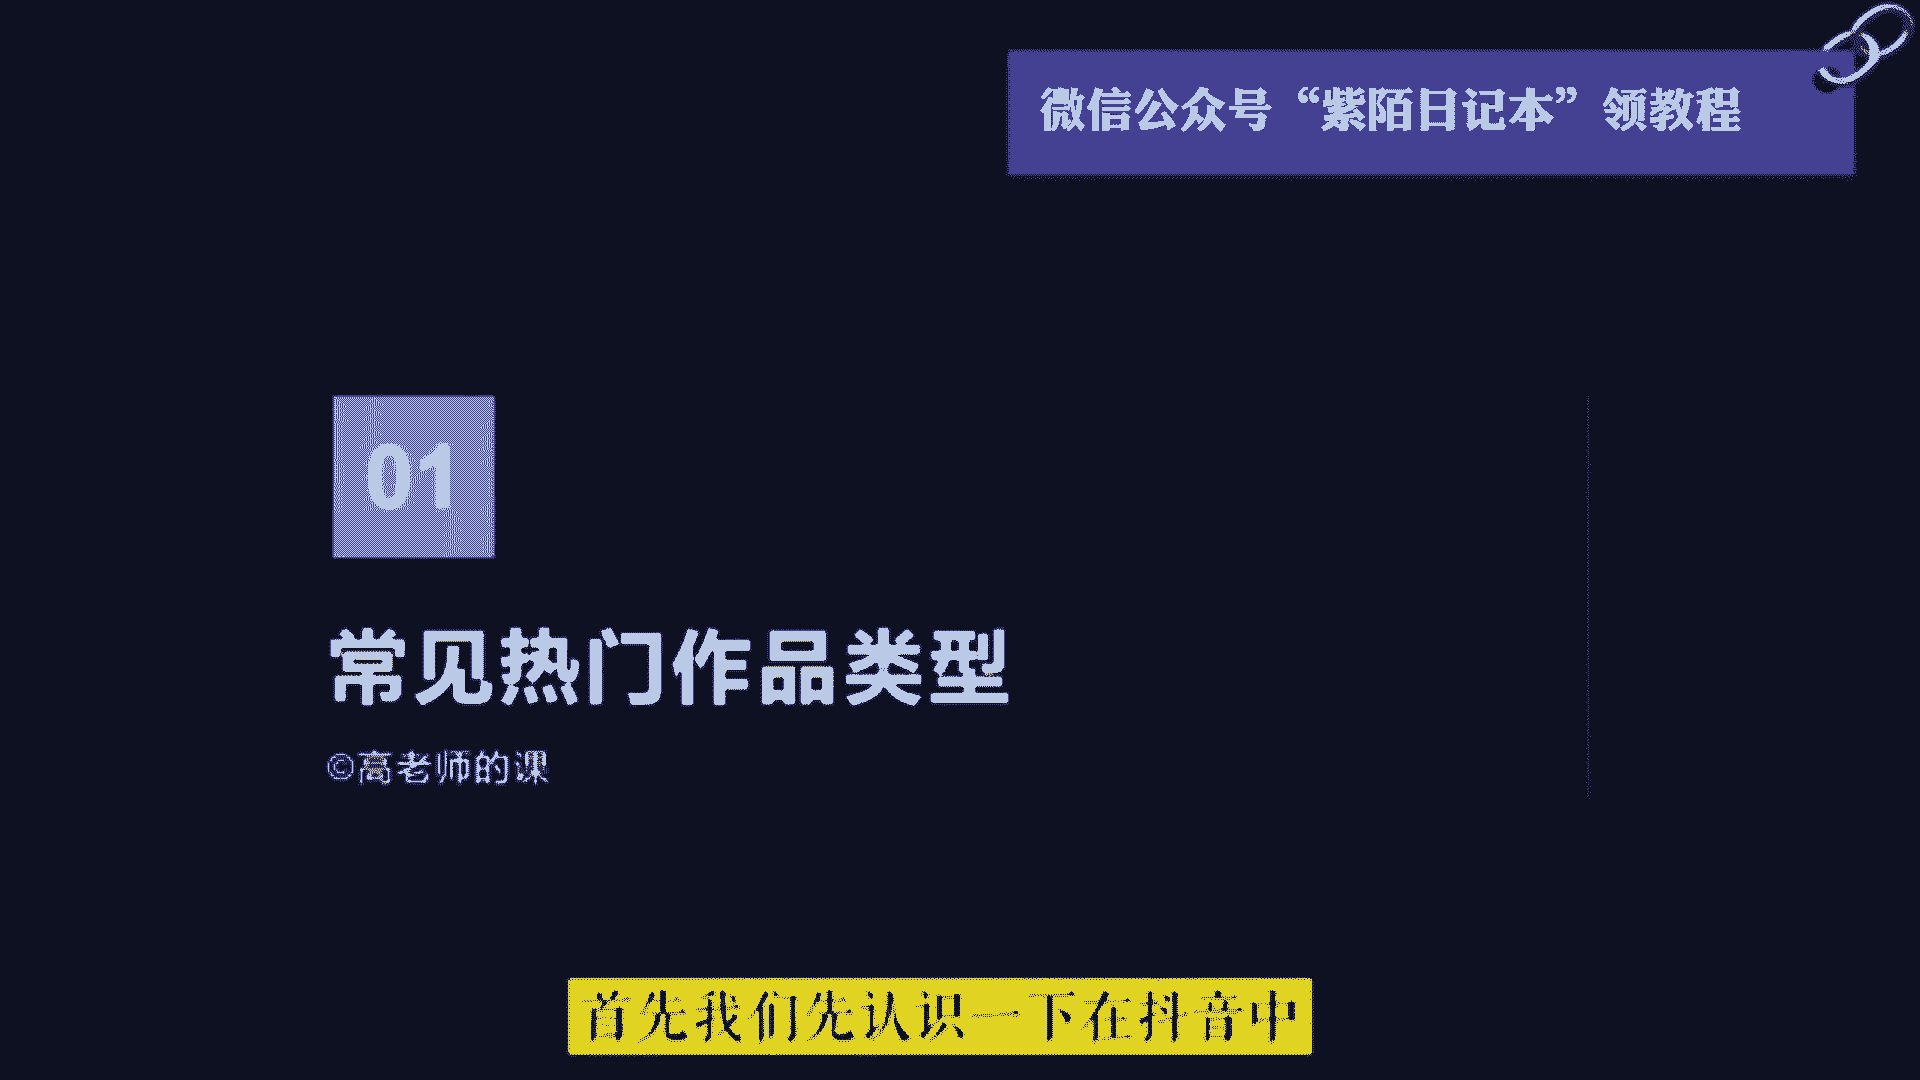 微信公众号“紫陌日记本”领教程
01
常见热门作品类型
©高老师的课
首先我们先认识一下在抖音中